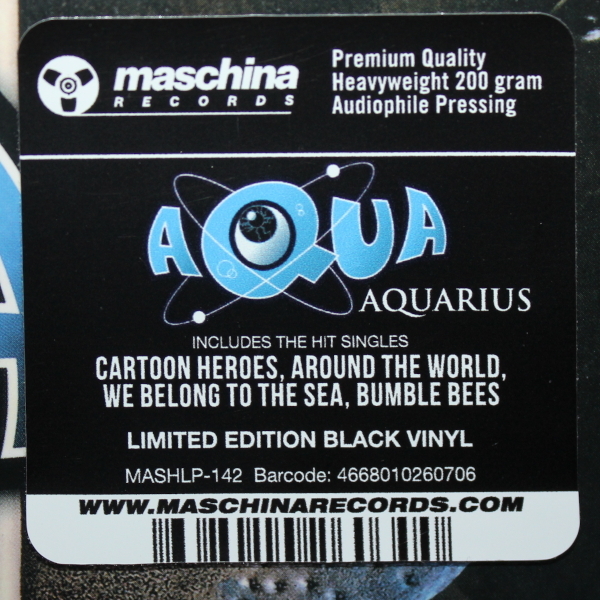 maschina
RECORDS
Premium Quality
Heavyweight 200 gram
Audiophile Pressing
AQUA
AQUARIUS
INCLUDES THE HIT SINGLES
CARTOON HEROES, AROUND THE WORLD,
WE BELONG TO THE SEA, BUMBLE BEES
LIMITED EDITION BLACK VINYL
MASHLP-142 Barcode: 4668010260706
WWW.MASCHINARECORDS.COM